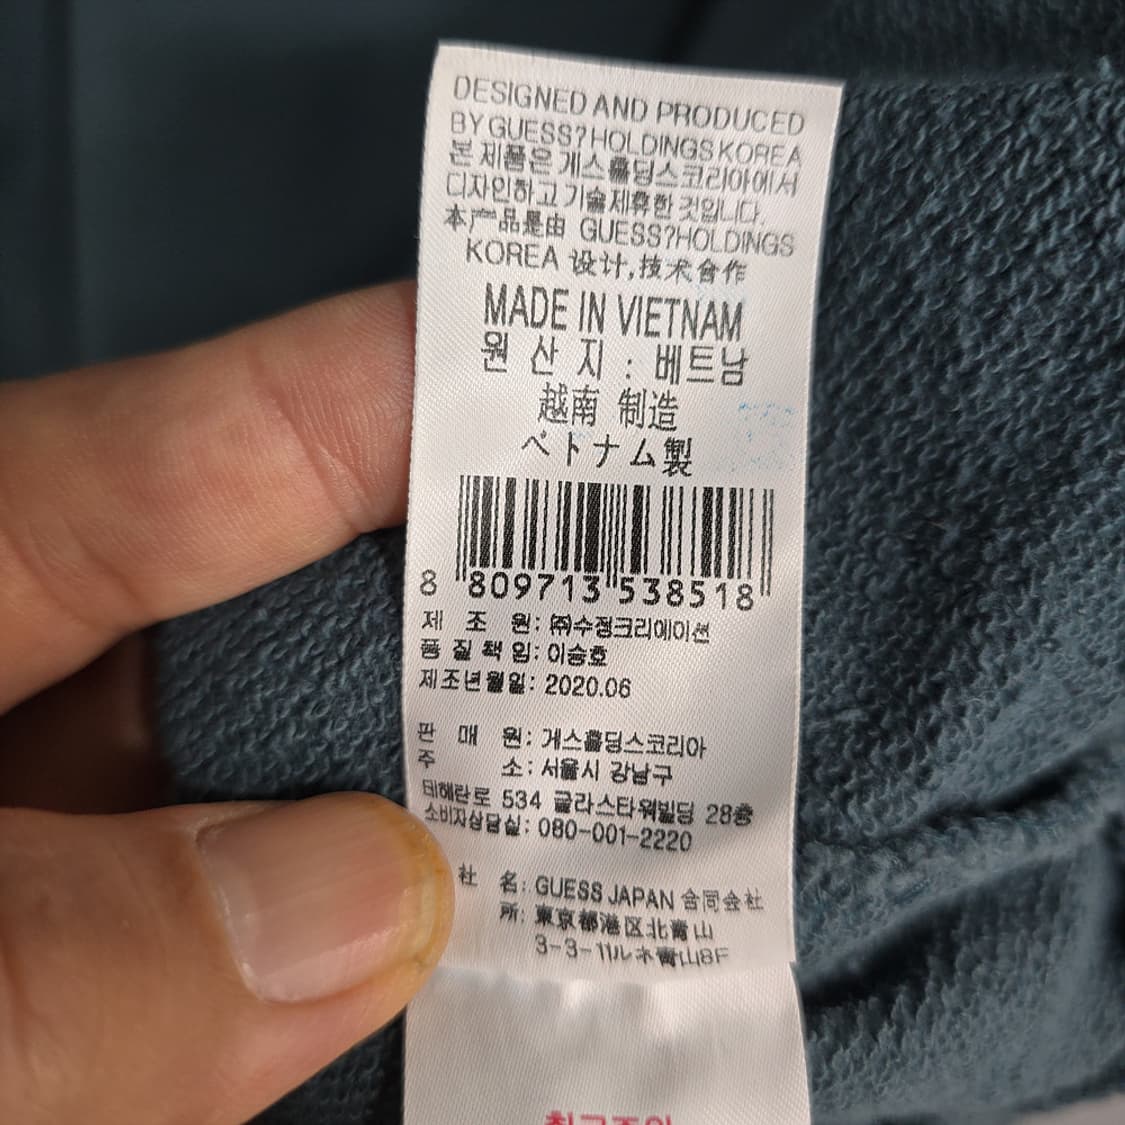 DESIGNED AND PRODUCED
BY GUESS?HOLDINGS KOREA
본 제품은 게스홀딩스코리아에서
디자인하고 기술제휴한 것입니다.
本产品是由 GUESS?HOLDINGS
KOREA 设计,技术合作
MADE IN VIETNAM
원 산 지 : 베트남
越南 制造
ベトナム製
8 809713 538518
제 조 원: ㈜수정크리에이션
품 질 책 임: 이승호
제조년월일: 2020.06
판 매 원: 게스홀딩스코리아
주 소: 서울시 강남구
테헤란로 534 글라스타워빌딩 28층
소비자상담실: 080-001-2220
社 名: GUESS JAPAN 合同会社
所: 東京都港区北青山
3-3-11ルネ青山8F